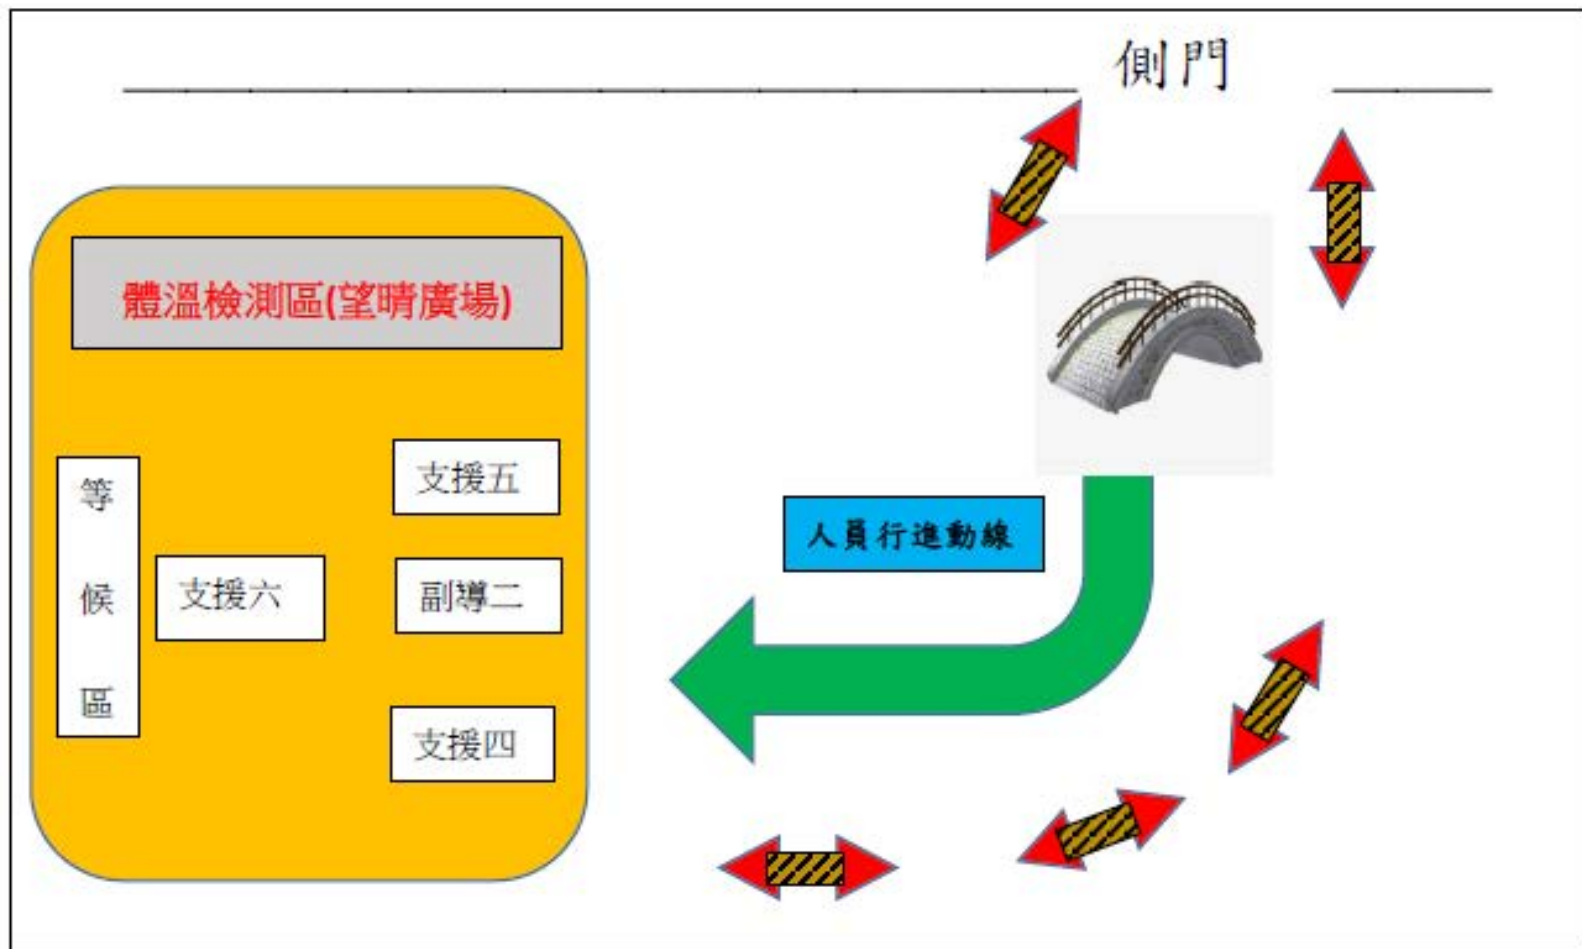 側門
體溫檢測區(望晴廣場)
等候區
支援五
支援六
副導二
支援四
人員行進動線